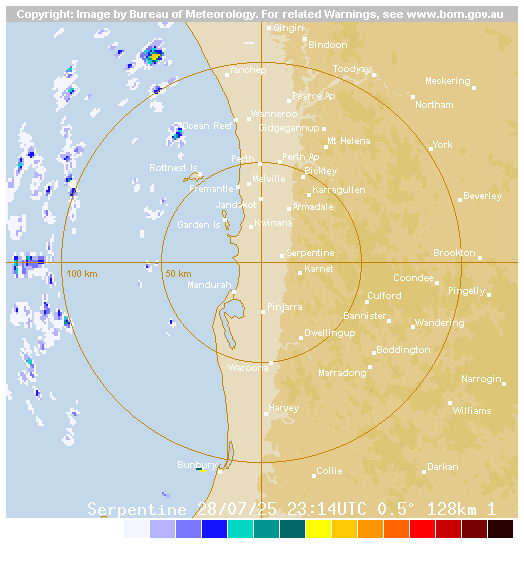 Copyright: Image by Bureau of Meteorology. For related Warnings, see www.bom.gov.au
Gingin
Bindoon
Yanchep
Toodyay
Meckering
Pearce Ap
Northam
Wanneroo
Ocean Reef
Gidgegannup
Mt Helena
York
Perth
Perth Ap
Rottnest Is
Bickley
Melville
Fremantle
Karragullen
Beverley
Jandakot
Armadale
Garden Is
Kwinana
Serpentine
Brookton
100 km
50 km
Karnet
Coondee
Mandurah
Pingelly
Culford
Pinjarra
Bannister
Wandering
Dwellingup
Boddington
Waroona
Marradong
Narrogin
Harvey
Williams
Bunbury
Collie
Darkan
Serpentine 28/07/25 23:14UTC 0.5° 128km 1